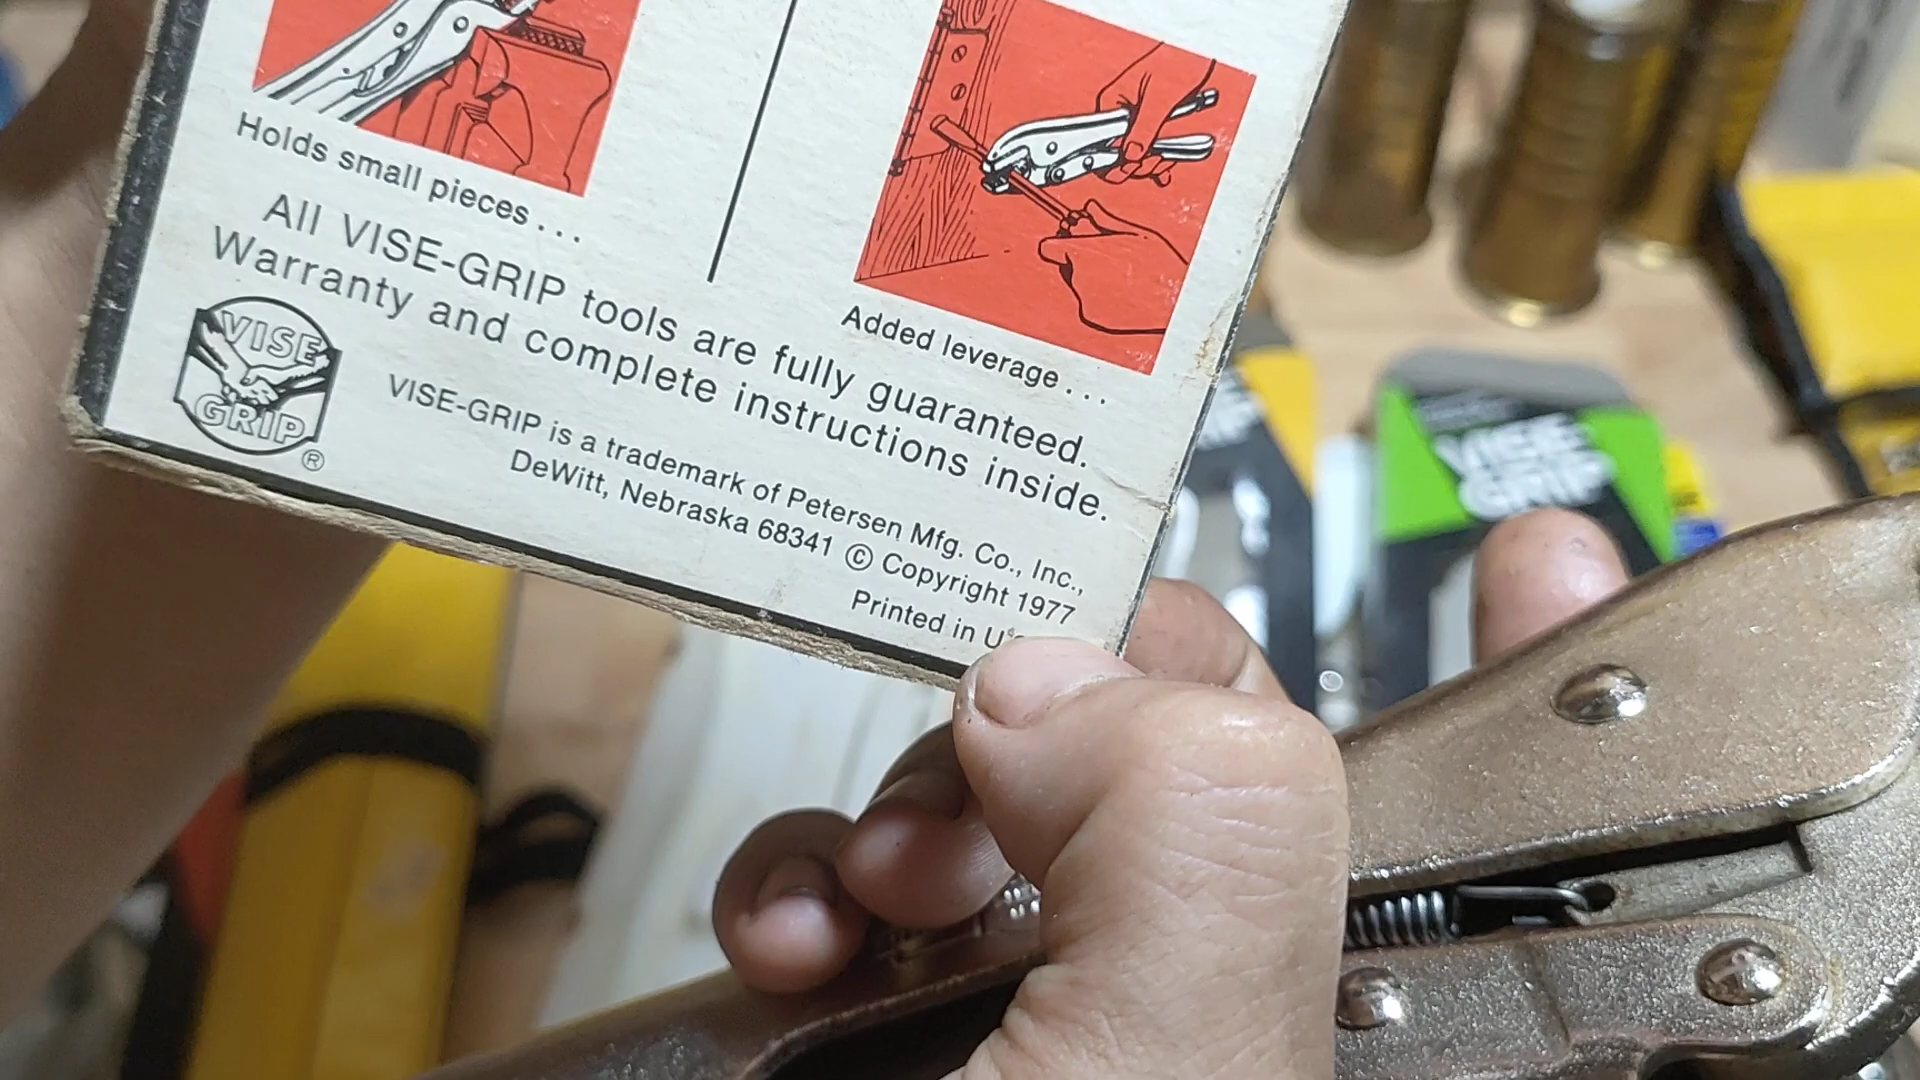 Holds small pieces...
Added leverage...
All VISE-GRIP tools are fully guaranteed.
Warranty and complete instructions inside.
VISE
GRIP
®
VISE-GRIP is a trademark of Petersen Mfg. Co., Inc.,
DeWitt, Nebraska 68341 © Copyright 1977
Printed in
VISE
GRIP